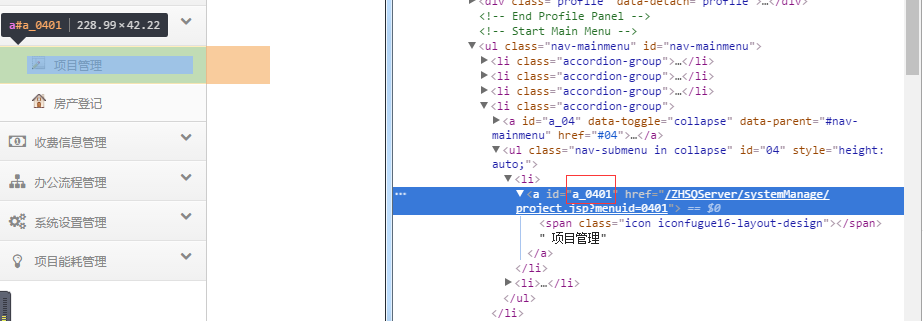 a#a_0401 | 228.99 × 42.22
项目管理
房产登记
收费信息管理
办公流程管理
系统设置管理
项目能耗管理
▶<div class="profile" data-detach="profile">…</div>
<!-- End Profile Panel -->
<!-- Start Main Menu -->
▼<ul class="nav-mainmenu" id="nav-mainmenu">
▶<li class="accordion-group">…</li>
▶<li class="accordion-group">…</li>
▶<li class="accordion-group">…</li>
▼<li class="accordion-group">
▶<a id="a_04" data-toggle="collapse" data-parent="#nav-
mainmenu" href="#04">…</a>
▼<ul class="nav-submenu in collapse" id="04" style="height:
auto;">
▼<li>
… ▼<a id="a_0401" href="/ZHSQServer/systemManage/
project.jsp?menuid=0401"> == $0
<span class="icon iconfugue16-layout-design"></span>
" 项目管理"
</a>
</li>
▶<li>…</li>
</ul>
</li>